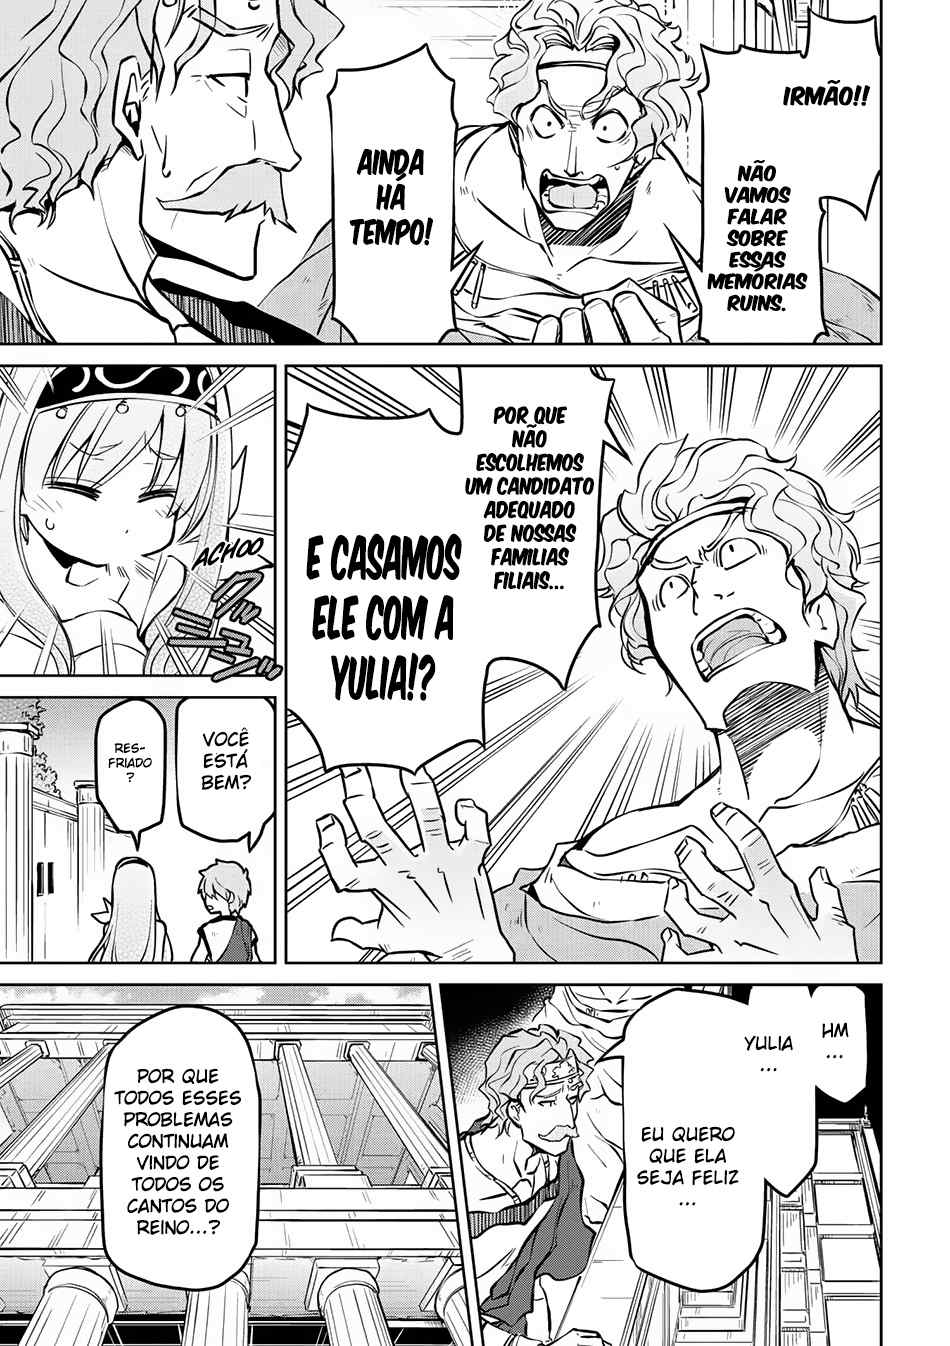 IRMÃO!!
NÃO
VAMOS
FALAR
SOBRE
ESSAS
MEMÓRIAS
RUINS.
AINDA
HÁ
TEMPO!
POR QUE
NÃO
ESCOLHEMOS
UM CANDIDATO
ADEQUADO
DE NOSSAS
FAMILIAS
FILIAIS...
E CASAMOS
ELE COM A
YULIA!?
ACHOO
VOCÊ
ESTÁ
BEM?
RES-
FRIADO
?
HM
...
YULIA
...
EU QUERO
QUE ELA
SEJA FELIZ
...
POR QUE
TODOS ESSES
PROBLEMAS
CONTINUAM
VINDO DE
TODOS OS
CANTOS DO
REINO...?